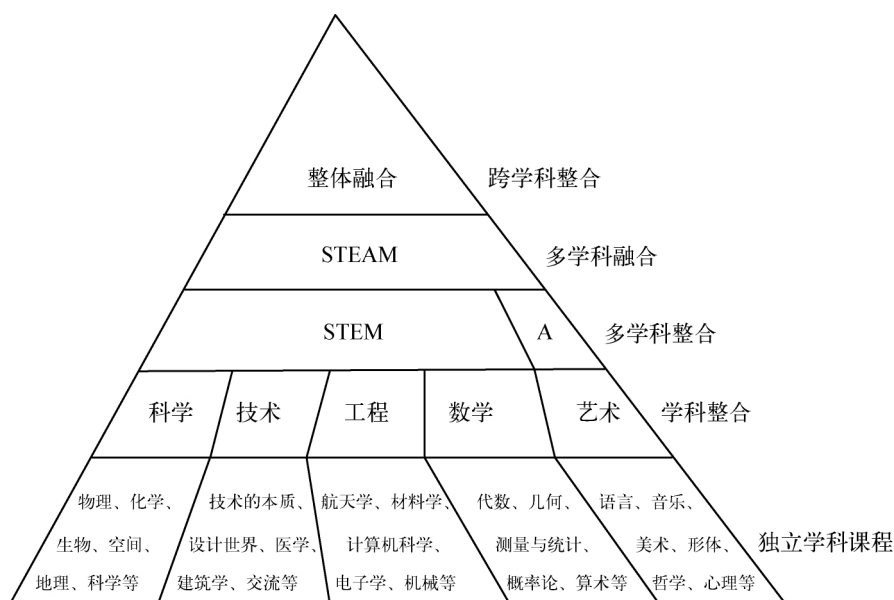 整体融合 跨学科整合
STEAM 多学科融合
STEM A 多学科整合
科学 技术 工程 数学 艺术 学科整合
物理、化学、 技术的本质、 航天学、材料学、 代数、几何、 语言、音乐、
生物、空间、 设计世界、医学、 计算机科学、 测量与统计、 美术、形体、 独立学科课程
地理、科学等 建筑学、交流等 电子学、机械等 概率论、算术等 哲学、心理等